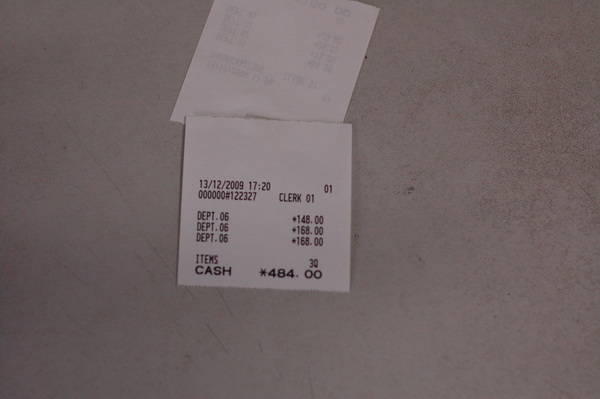 13/12/2009 17:20 01
000000#122327 CLERK 01
DEPT.06 *148.00
DEPT.06 *168.00
DEPT.06 *168.00
ITEMS 3Q
CASH *484.00